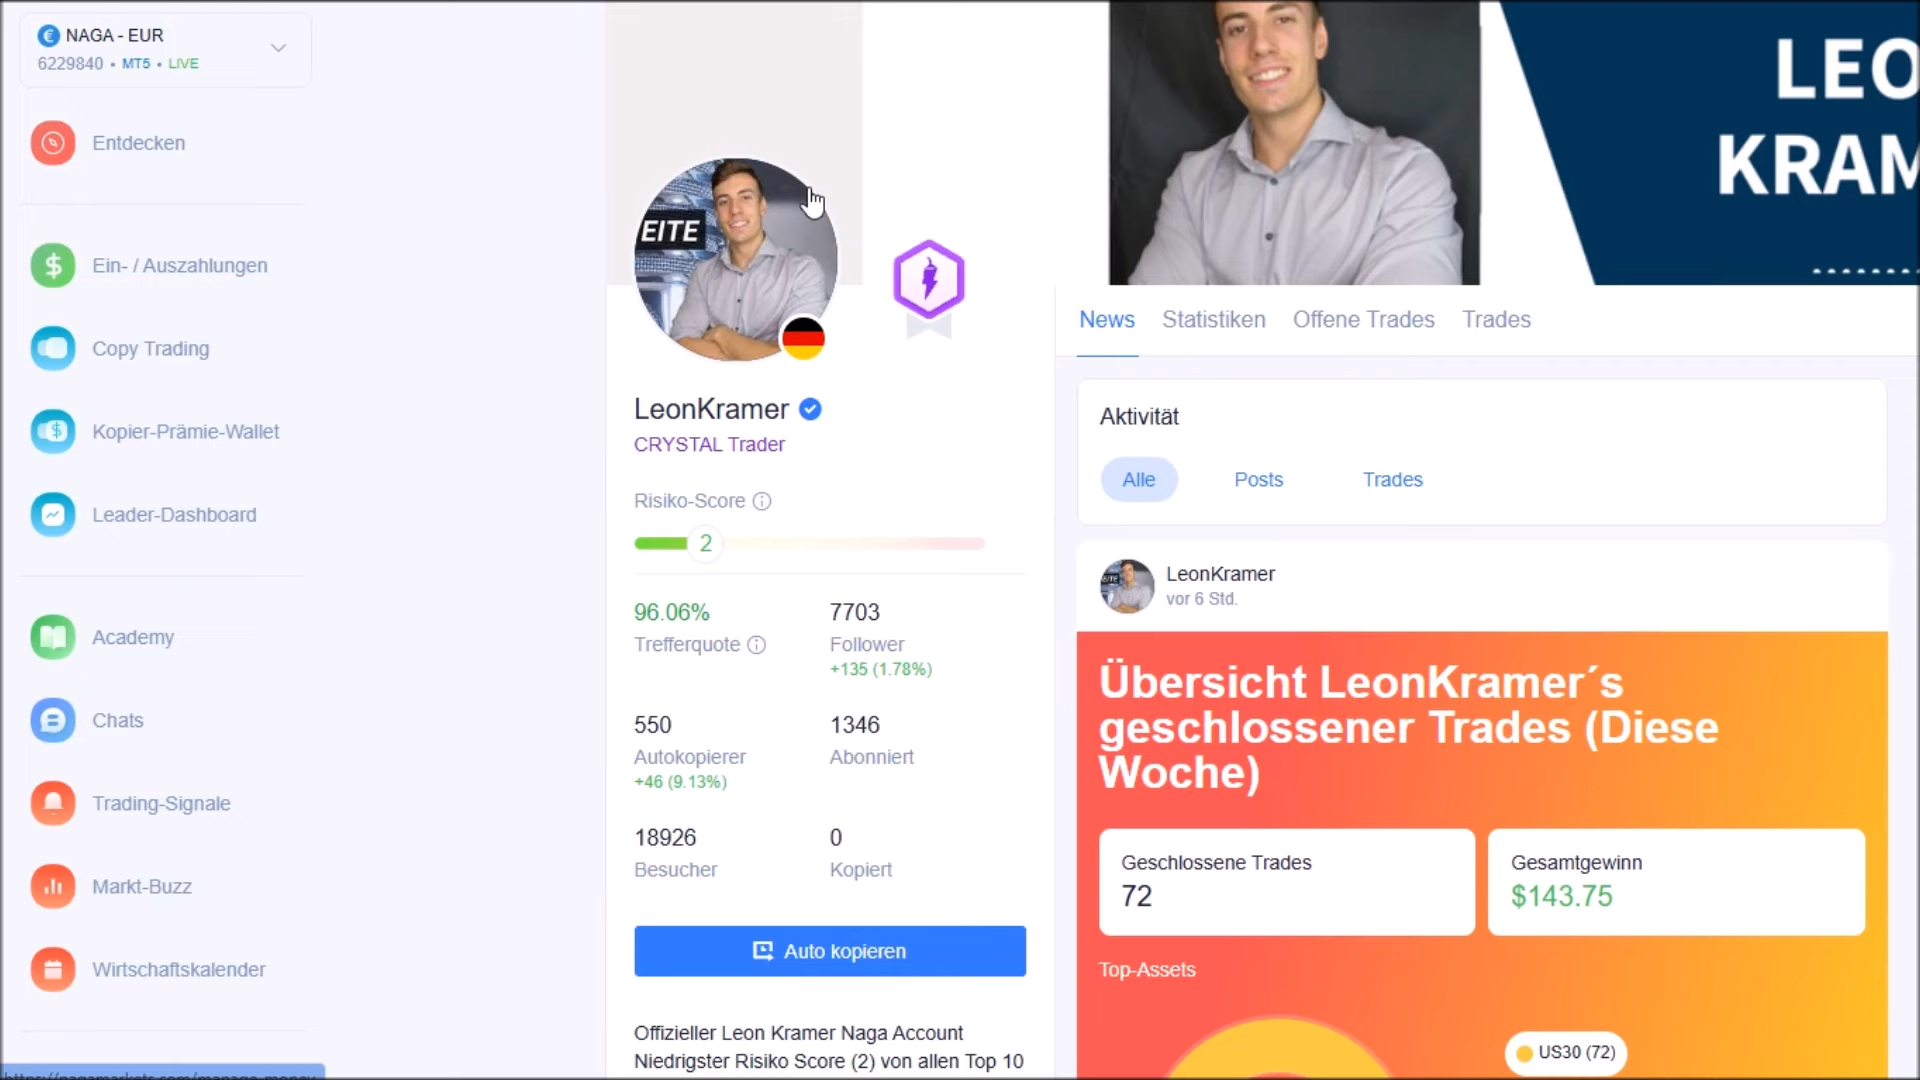 NAGA - EUR
6229840 • MT5 • LIVE
Entdecken
Ein- / Auszahlungen
Copy Trading
Kopier-Prämie-Wallet
Leader-Dashboard
Academy
Chats
Trading-Signale
Markt-Buzz
Wirtschaftskalender
EITE
LeonKramer
CRYSTAL Trader
Risiko-Score
2
96.06%
Trefferquote
7703
Follower
+135 (1.78%)
550
Autokopierer
+46 (9.13%)
1346
Abonniert
18926
Besucher
0
Kopiert
Auto kopieren
Offizieller Leon Kramer Naga Account
Niedrigster Risiko Score (2) von allen Top 10
LEO
KRAM
News Statistiken Offene Trades Trades
Aktivität
Alle Posts Trades
LeonKramer
vor 6 Std.
Übersicht LeonKramer´s
geschlossener Trades (Diese
Woche)
Geschlossene Trades
72
Gesamtgewinn
$143.75
Top-Assets
US30 (72)